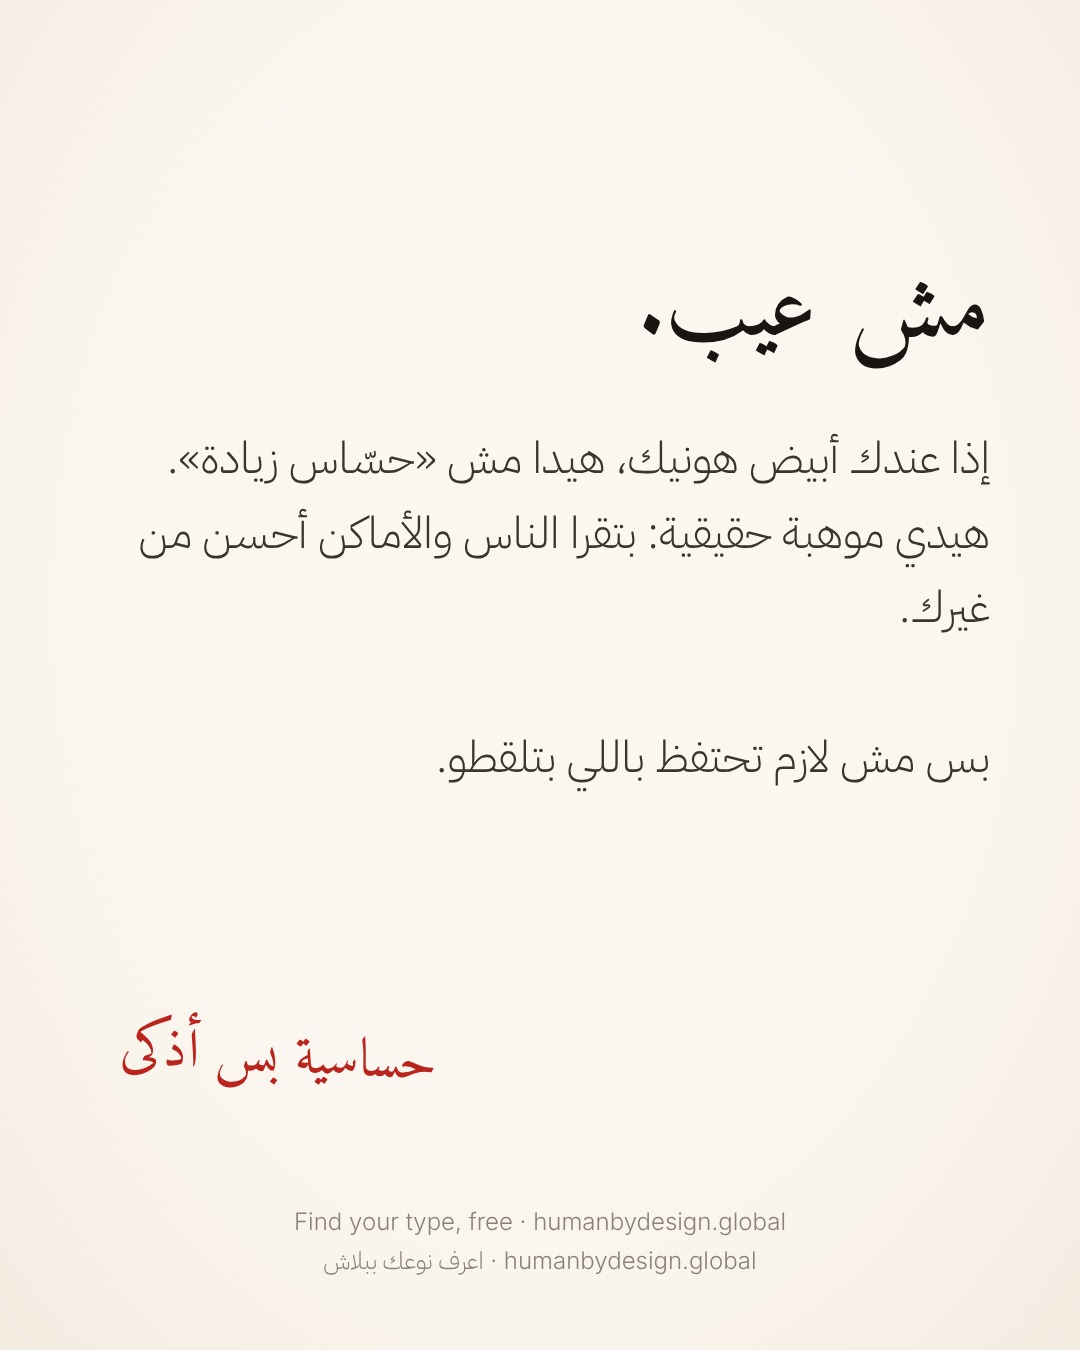 مش عيب.
إذا عندك أبيض هونيك، هيدا مش «حسّاس زيادة».
هيدي موهبة حقيقية: بتقرا الناس والأماكن أحسن من
غيرك.
بس مش لازم تحتفظ باللي بتلقطو.
حساسية بس أذكى
Find your type, free · humanbydesign.global
اعرف نوعك ببلاش · humanbydesign.global